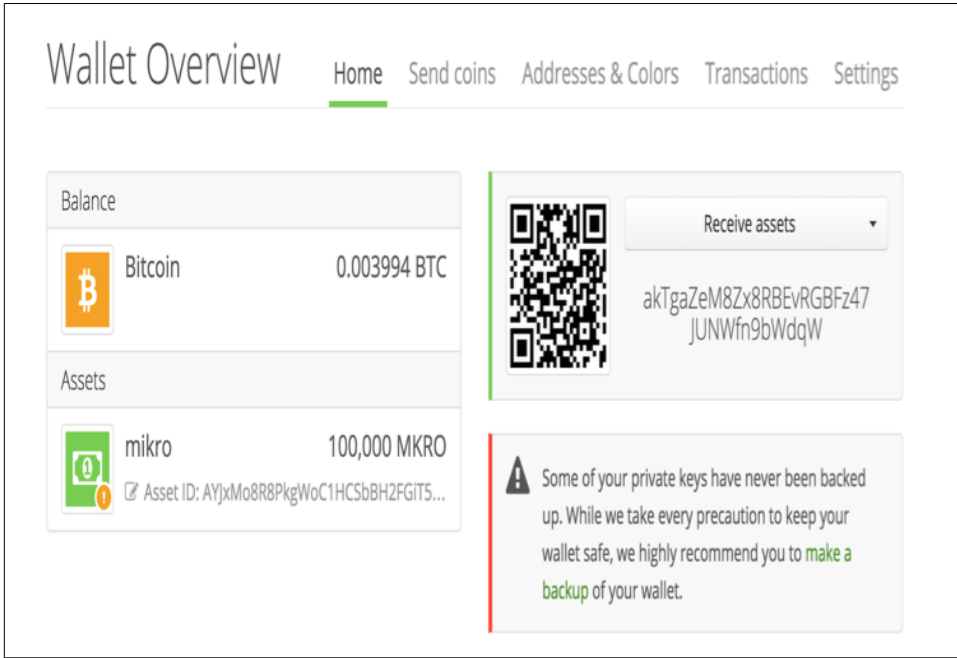 Wallet Overview
Home Send coins Addresses & Colors Transactions Settings
Balance
Bitcoin 0.003994 BTC
Assets
mikro 100,000 MKRO
Asset ID: AYJxMo8R8PkgWoC1HCSbBH2FGiT5...
Receive assets
akTgaZeM8Zx8RBEvRGBFz47
JUNWfn9bWdqW
Some of your private keys have never been backed
up. While we take every precaution to keep your
wallet safe, we highly recommend you to make a
backup of your wallet.